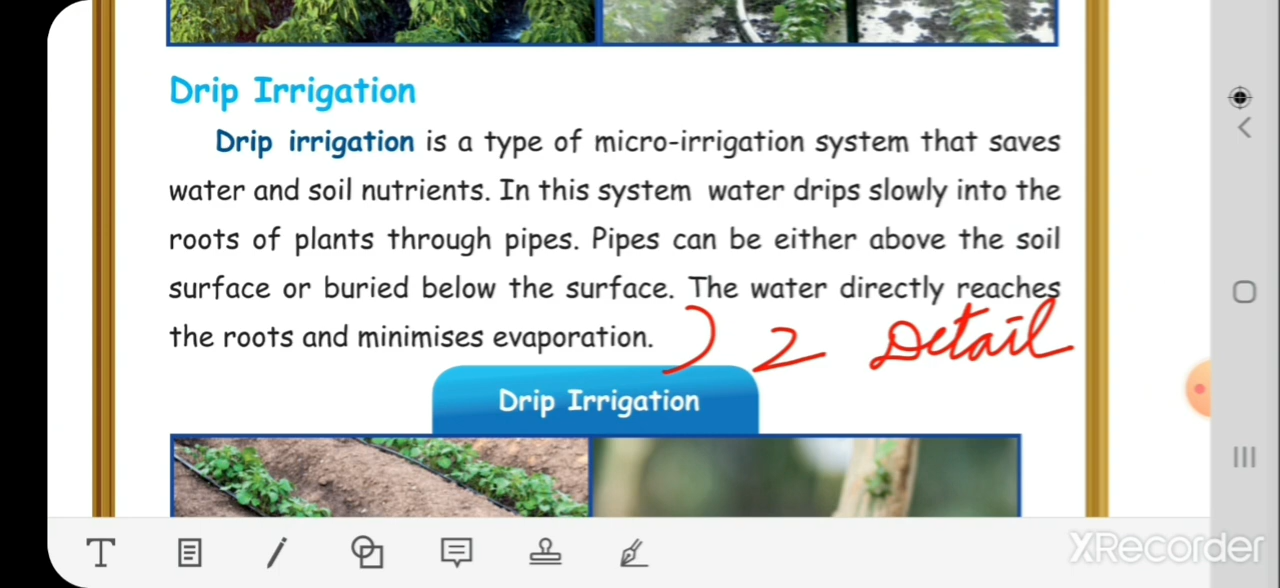 Drip Irrigation
Drip irrigation is a type of micro-irrigation system that saves
water and soil nutrients. In this system water drips slowly into the
roots of plants through pipes. Pipes can be either above the soil
surface or buried below the surface. The water directly reaches
the roots and minimises evaporation. ) 2 Detail
Drip Irrigation
T
XRecorder